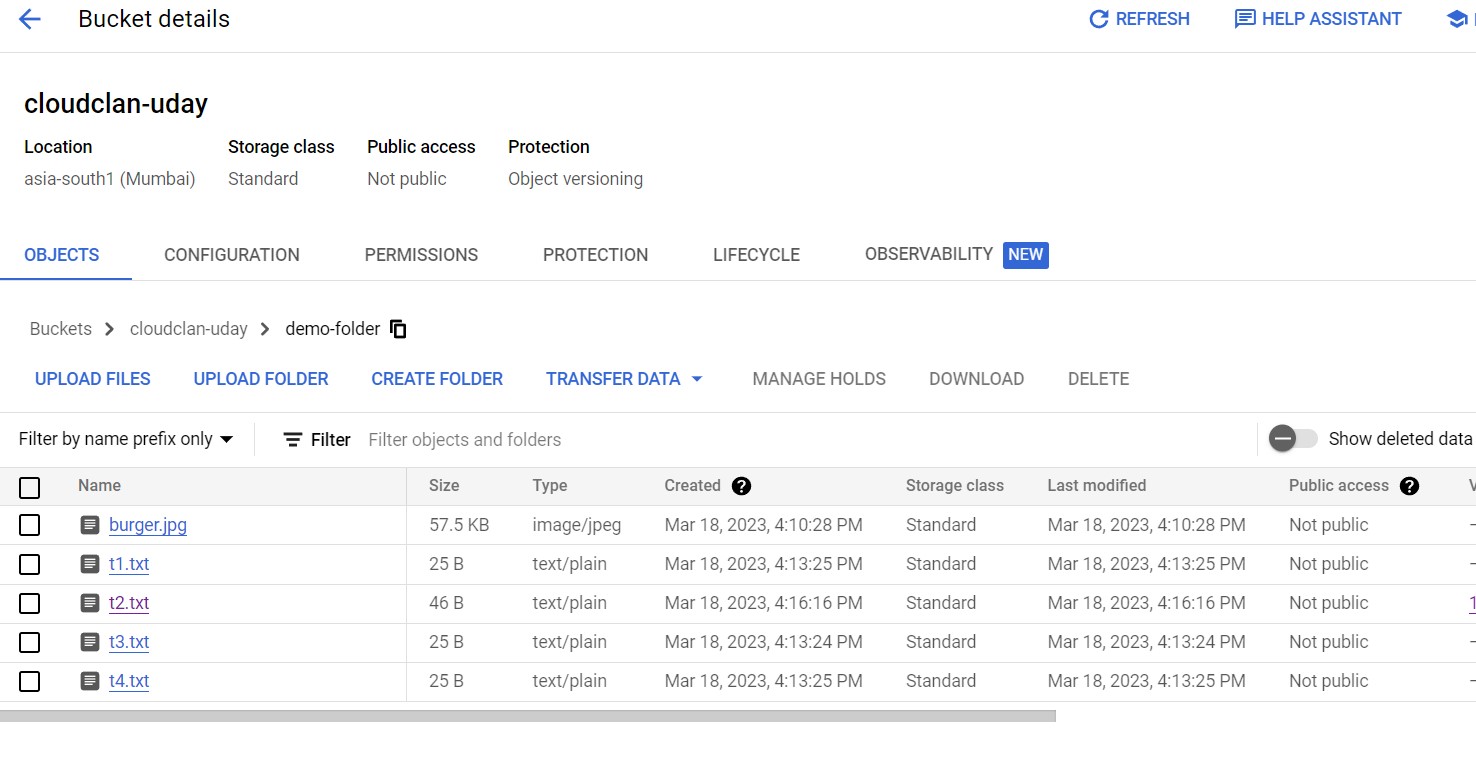 Bucket details REFRESH HELP ASSISTANT
cloudclan-uday
Location Storage class Public access Protection
asia-south1 (Mumbai) Standard Not public Object versioning
OBJECTS CONFIGURATION PERMISSIONS PROTECTION LIFECYCLE OBSERVABILITY NEW
Buckets cloudclan-uday demo-folder
UPLOAD FILES UPLOAD FOLDER CREATE FOLDER TRANSFER DATA MANAGE HOLDS DOWNLOAD DELETE
Filter by name prefix only Filter Filter objects and folders Show deleted data
Name Size Type Created Storage class Last modified Public access
burger.jpg 57.5 KB image/jpeg Mar 18, 2023, 4:10:28 PM Standard Mar 18, 2023, 4:10:28 PM Not public
t1.txt 25 B text/plain Mar 18, 2023, 4:13:25 PM Standard Mar 18, 2023, 4:13:25 PM Not public
t2.txt 46 B text/plain Mar 18, 2023, 4:16:16 PM Standard Mar 18, 2023, 4:16:16 PM Not public 1
t3.txt 25 B text/plain Mar 18, 2023, 4:13:24 PM Standard Mar 18, 2023, 4:13:24 PM Not public
t4.txt 25 B text/plain Mar 18, 2023, 4:13:25 PM Standard Mar 18, 2023, 4:13:25 PM Not public